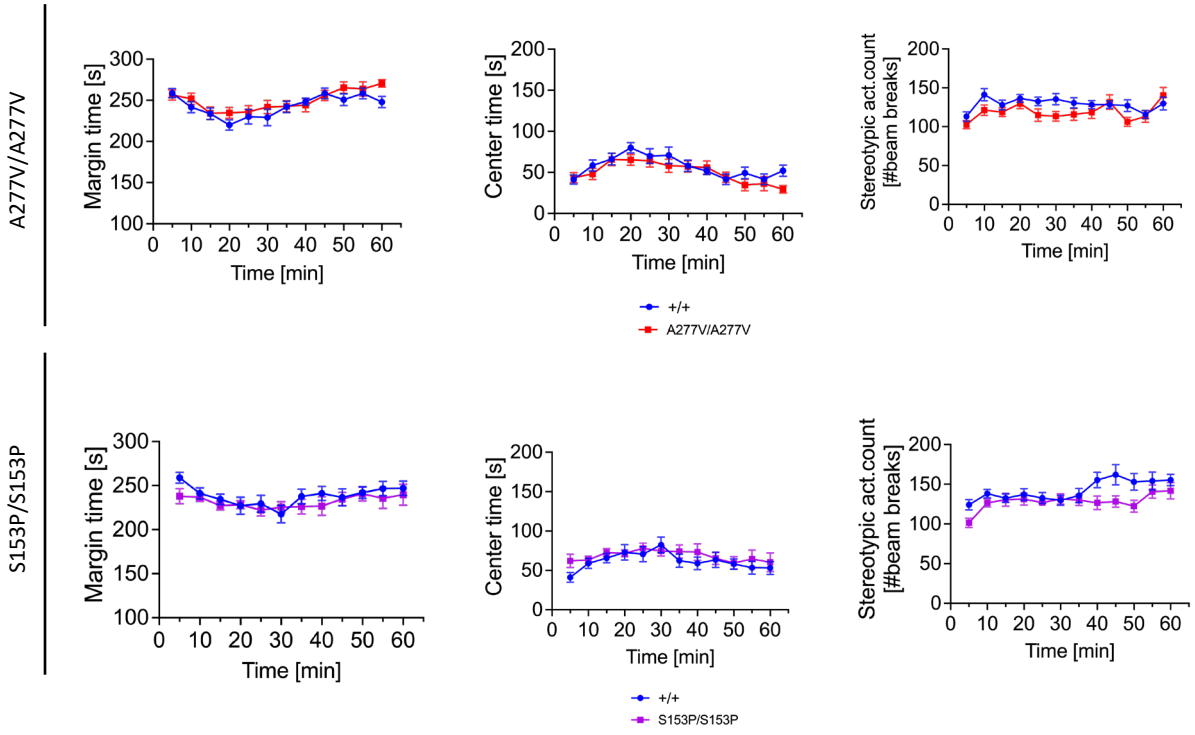 A277V/A277V
Margin time [s]
300
250
200
150
100
0 10 20 30 40 50 60
Time [min]
Center time [s]
200
150
100
50
0
0 10 20 30 40 50 60
Time [min]
Stereotypic act.count
[#beam breaks]
200
150
100
50
0
0 10 20 30 40 50 60
Time [min]
+/+
A277V/A277V
S153P/S153P
Margin time [s]
300
250
200
150
100
0 10 20 30 40 50 60
Time [min]
Center time [s]
200
150
100
50
0
0 10 20 30 40 50 60
Time [min]
Stereotypic act.count
[#beam breaks]
200
150
100
50
0
0 10 20 30 40 50 60
Time [min]
+/+
S153P/S153P